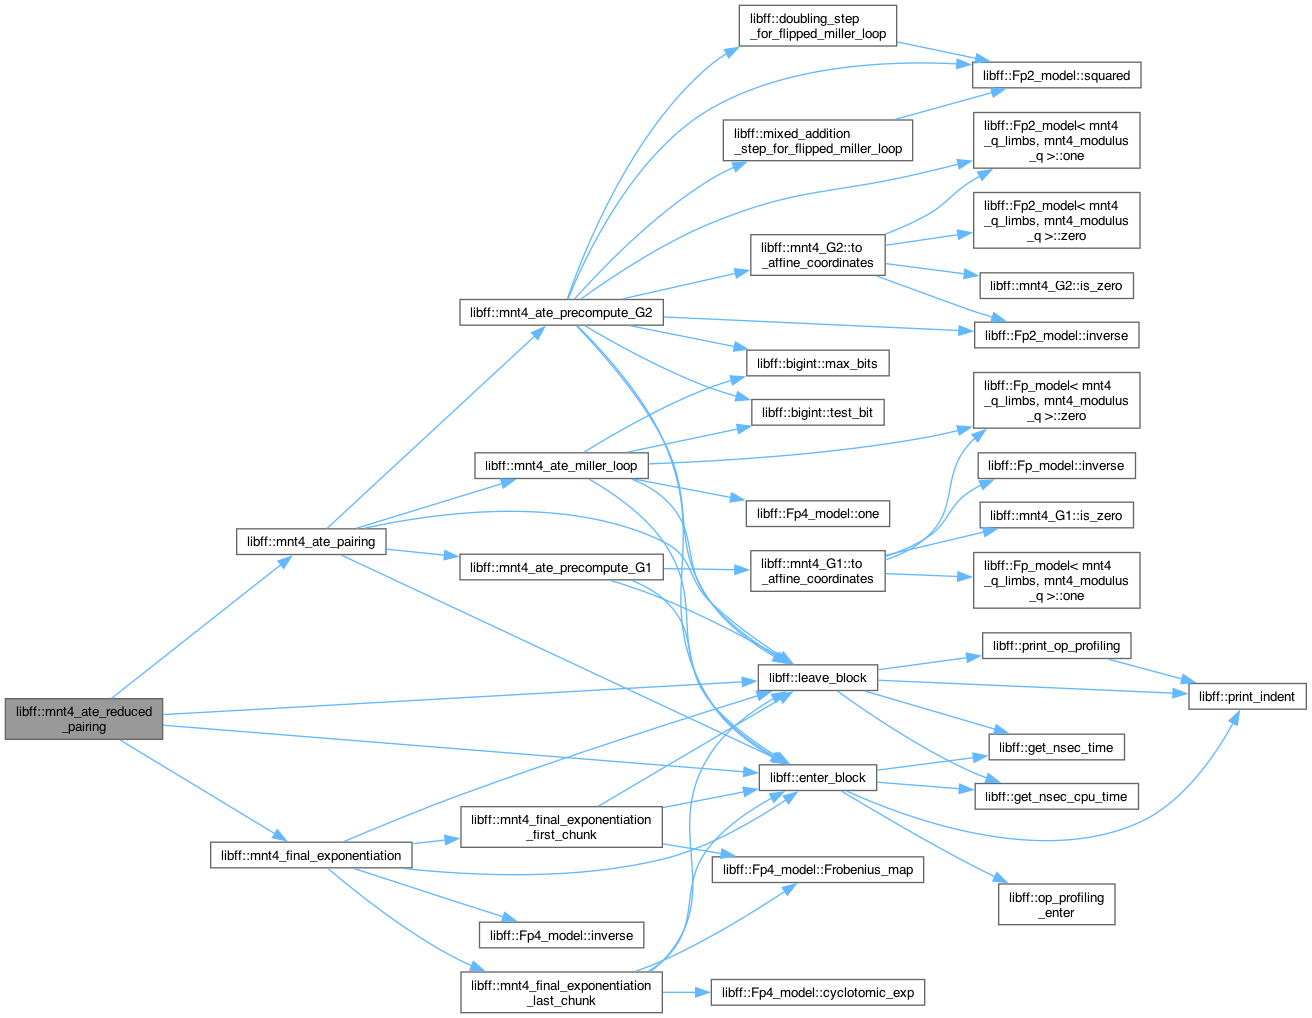 libff::doubling_step
_for_flipped_miller_loop
libff::Fp2_model::squared
libff::mixed_addition
_step_for_flipped_miller_loop
libff::Fp2_model< mnt4
_q_limbs, mnt4_modulus
_q >::one
libff::Fp2_model< mnt4
_q_limbs, mnt4_modulus
_q >::zero
libff::mnt4_G2::to
_affine_coordinates
libff::mnt4_G2::is_zero
libff::mnt4_ate_precompute_G2
libff::Fp2_model::inverse
libff::bigint::max_bits
libff::Fp_model< mnt4
_q_limbs, mnt4_modulus
_q >::zero
libff::bigint::test_bit
libff::mnt4_ate_miller_loop
libff::Fp_model::inverse
libff::Fp4_model::one
libff::mnt4_G1::is_zero
libff::mnt4_ate_pairing
libff::mnt4_ate_precompute_G1
libff::mnt4_G1::to
_affine_coordinates
libff::Fp_model< mnt4
_q_limbs, mnt4_modulus
_q >::one
libff::print_op_profiling
libff::leave_block
libff::print_indent
libff::mnt4_ate_reduced
_pairing
libff::get_nsec_time
libff::enter_block
libff::get_nsec_cpu_time
libff::mnt4_final_exponentiation
_first_chunk
libff::mnt4_final_exponentiation
libff::Fp4_model::Frobenius_map
libff::op_profiling
_enter
libff::Fp4_model::inverse
libff::mnt4_final_exponentiation
_last_chunk
libff::Fp4_model::cyclotomic_exp